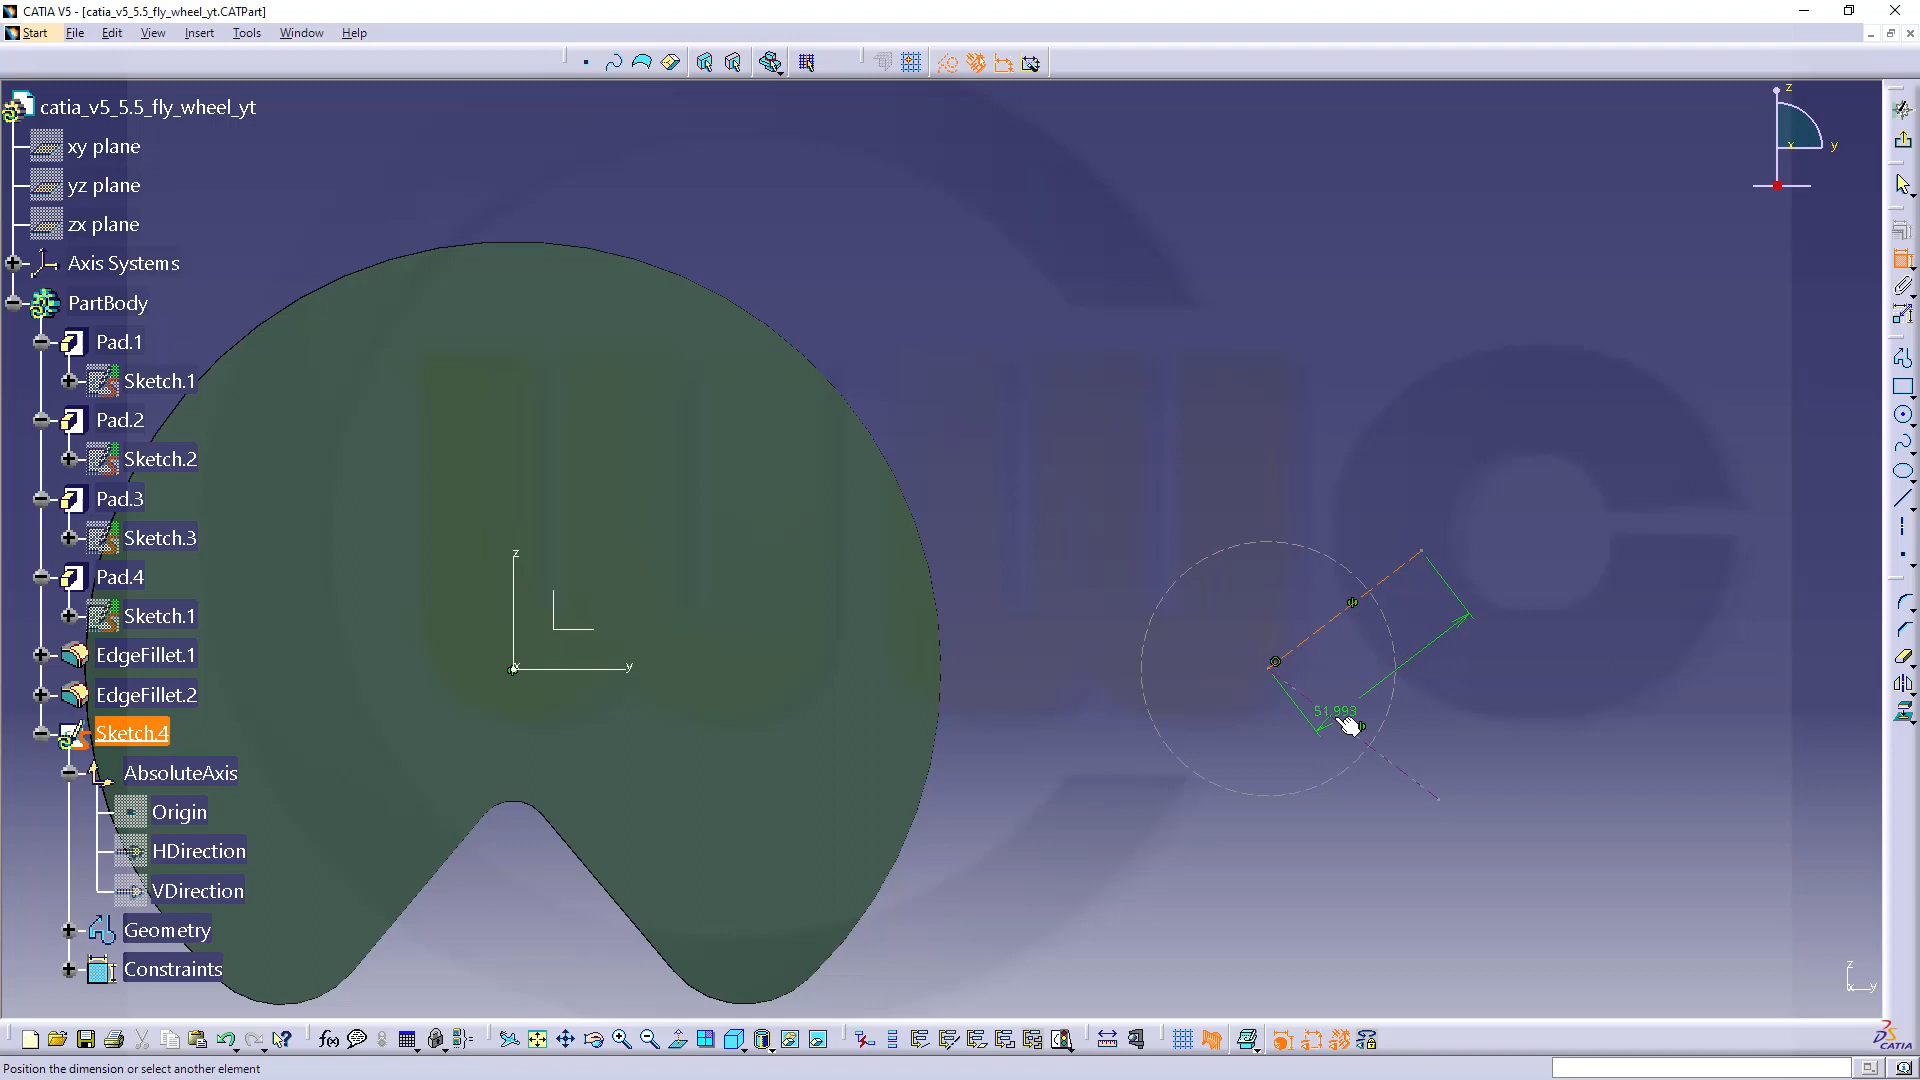 CATIA V5 - [catia_v5_5.5_fly_wheel_yt.CATPart]
Start File Edit View Insert Tools Window Help
catia_v5_5.5_fly_wheel_yt
xy plane
yz plane
zx plane
Axis Systems
PartBody
Pad.1
Sketch.1
Pad.2
Sketch.2
Pad.3
Sketch.3
Pad.4
Sketch.1
EdgeFillet.1
EdgeFillet.2
Sketch.4
AbsoluteAxis
Origin
HDirection
VDirection
Geometry
Constraints
z
x
y
z
x
y
51,993
z
x
y
f(x)
CATIA
Position the dimension or select another element